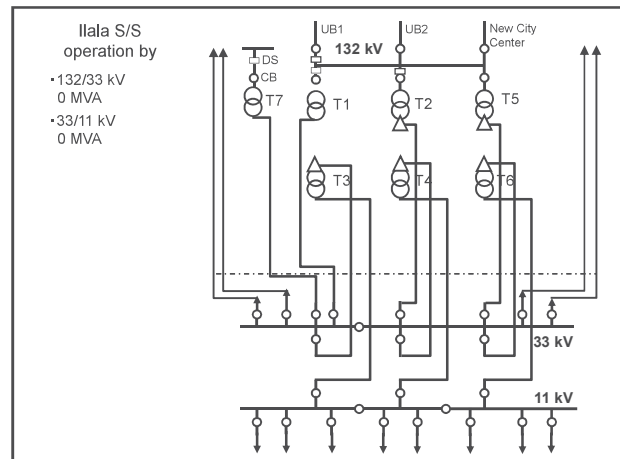 Ilala S/S
operation by
▪132/33 kV
0 MVA
▪33/11 kV
0 MVA
UB1
UB2
New City
Center
132 kV
DS
CB
T7
T1
T2
T5
T3
T4
T6
33 kV
11 kV